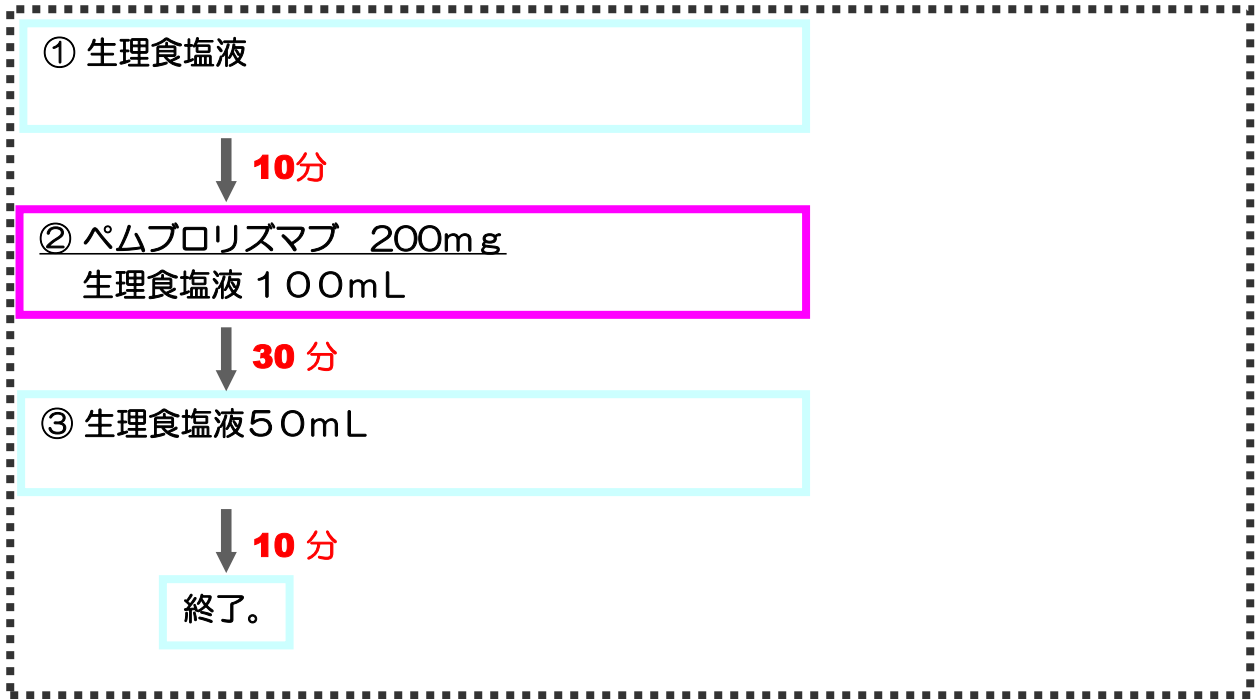 ① 生理食塩液
10分
② ペムブロリズマブ　200mg
生理食塩液 １００ｍＬ
30 分
③ 生理食塩液５０ｍＬ
10 分
終了。